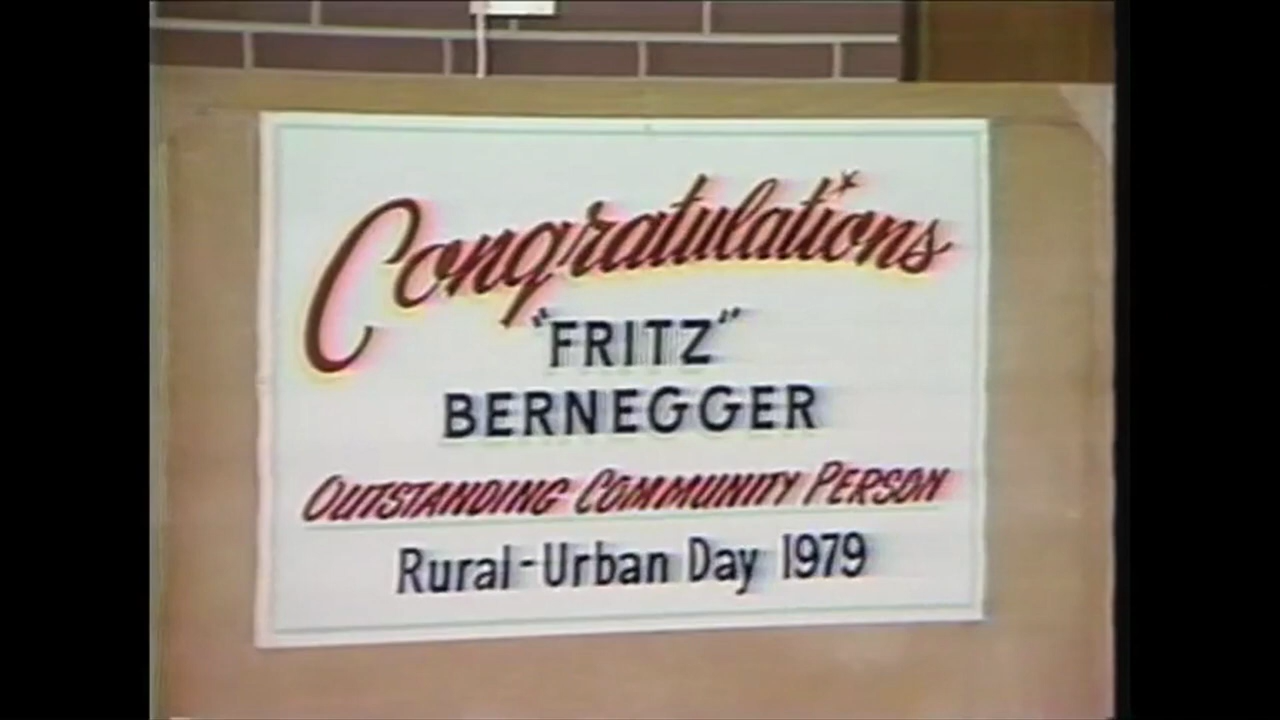 Congratulations
"FRITZ"
BERNEGGER
OUTSTANDING COMMUNITY PERSON
Rural-Urban Day 1979